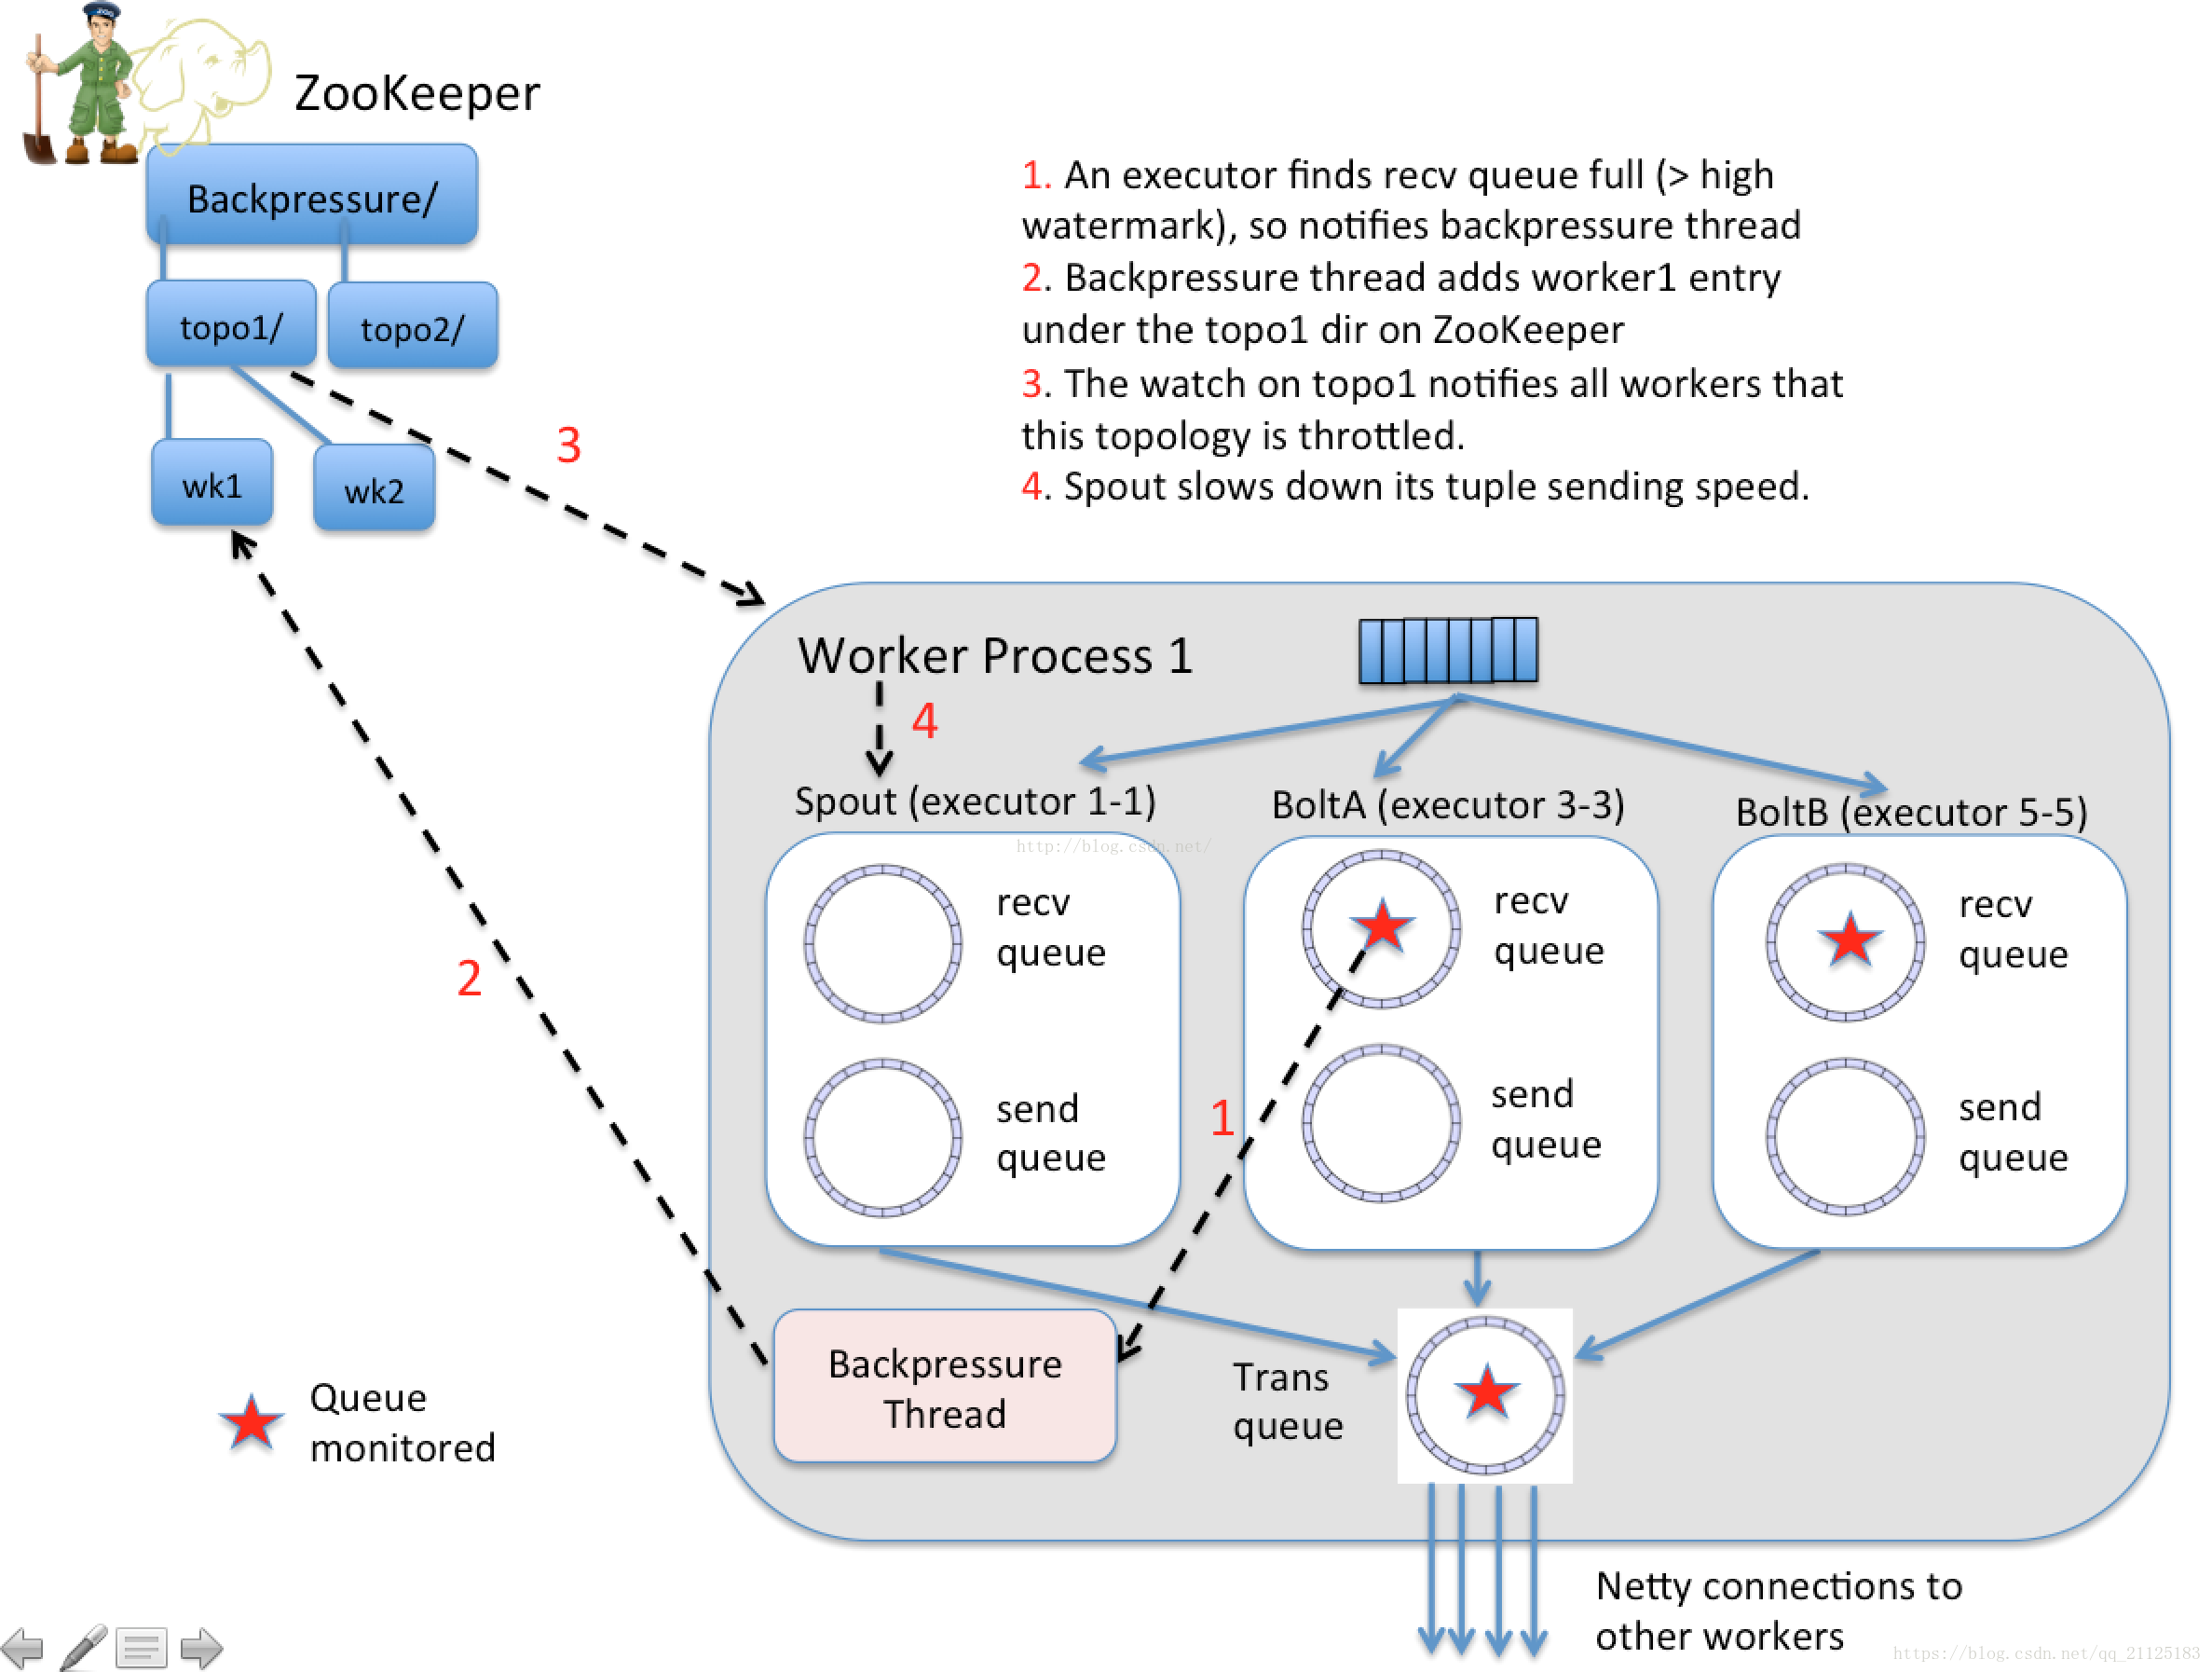 ZOO
ZooKeeper
Backpressure/
topo1/
topo2/
wk1
wk2
1. An executor finds recv queue full (> high
watermark), so notifies backpressure thread
2. Backpressure thread adds worker1 entry
under the topo1 dir on ZooKeeper
3. The watch on topo1 notifies all workers that
this topology is throttled.
4. Spout slows down its tuple sending speed.
3
2
Worker Process 1
4
Spout (executor 1-1)
BoltA (executor 3-3)
BoltB (executor 5-5)
http://blog.csdn.net/
recv
queue
send
queue
recv
queue
send
queue
recv
queue
send
queue
1
Backpressure
Thread
Trans
queue
Queue
monitored
Netty connections to
other workers
https://blog.csdn.net/qq_21125183